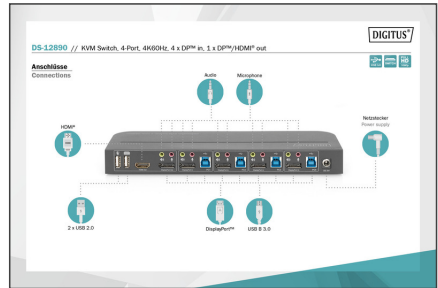 DIGITUS®
DS-12890 // KVM Switch, 4-Port, 4K60Hz, 4 x DP™ in, 1 x DP™/HDMI® out
Anschlüsse
Connections
Audio
Microphone
HDMI®
Netzstecker
Power supply
2 x USB 2.0
DisplayPort™
USB B 3.0